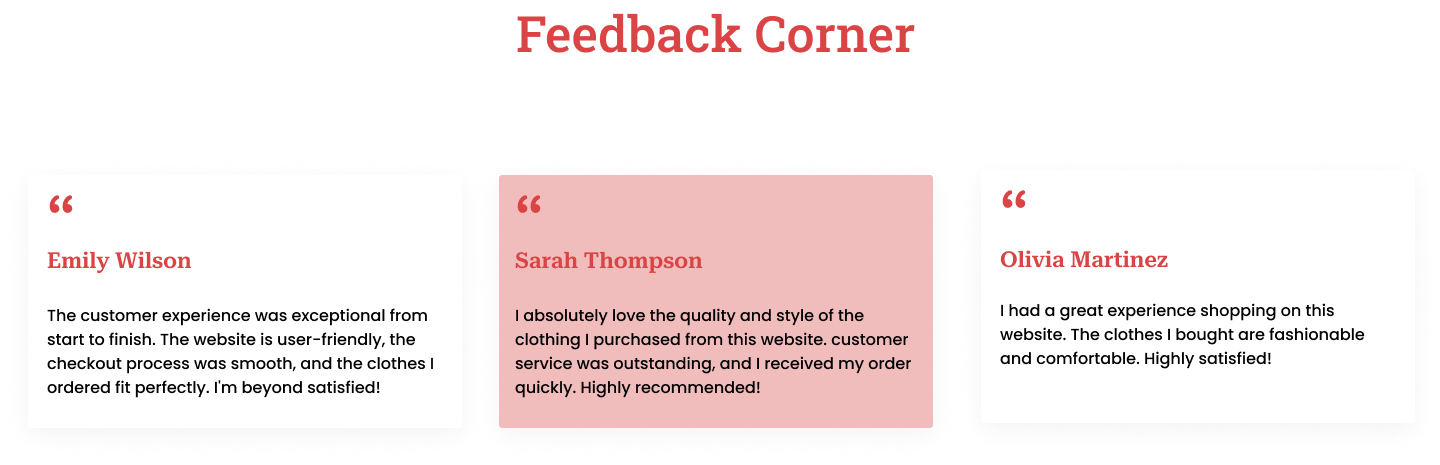 Feedback Corner
“
Emily Wilson
The customer experience was exceptional from
start to finish. The website is user-friendly, the
checkout process was smooth, and the clothes I
ordered fit perfectly. I'm beyond satisfied!
“
Sarah Thompson
I absolutely love the quality and style of the
clothing I purchased from this website. customer
service was outstanding, and I received my order
quickly. Highly recommended!
“
Olivia Martinez
I had a great experience shopping on this
website. The clothes I bought are fashionable
and comfortable. Highly satisfied!